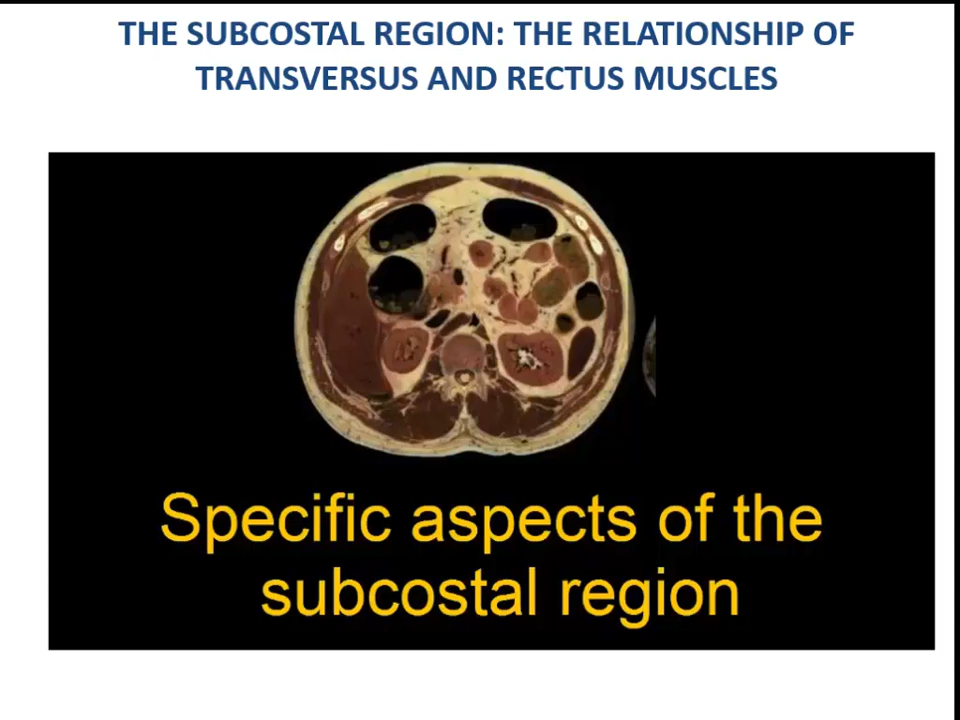 THE SUBCOSTAL REGION: THE RELATIONSHIP OF
TRANSVERSUS AND RECTUS MUSCLES
Specific aspects of the
subcostal region